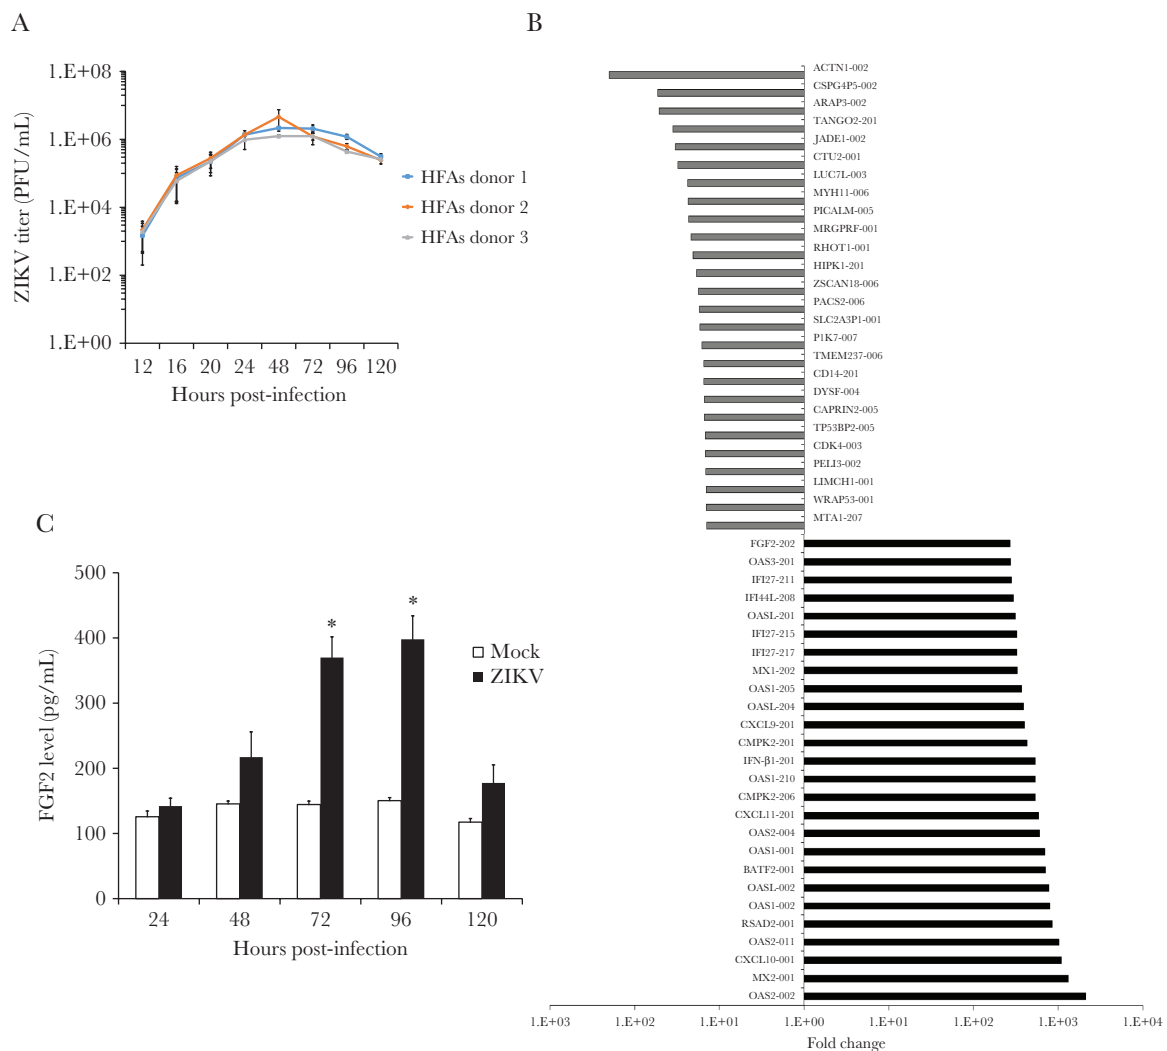 A
1.E+08
1.E+06
1.E+04
1.E+02
1.E+00
ZIKV titer (PFU/mL)
12 16 20 24 48 72 96 120
Hours post-infection
HFAs donor 1
HFAs donor 2
HFAs donor 3
B
ACTN1-002
CSPG4P5-002
ARAP3-002
TANGO2-201
JADE1-002
CTU2-001
LUC7L-003
MYH11-006
PICALM-005
MRGPRF-001
RHOT1-001
HIPK1-201
ZSCAN18-006
PACS2-006
SLC2A3P1-001
P1K7-007
TMEM237-006
CD14-201
DYSF-004
CAPRIN2-005
TP53BP2-005
CDK4-003
PELI3-002
LIMCH1-001
WRAP53-001
MTA1-207
FGF2-202
OAS3-201
IFI27-211
IFI44L-208
OASL-201
IFI27-215
IFI27-217
MX1-202
OAS1-205
OASL-204
CXCL9-201
CMPK2-201
IFN-β1-201
OAS1-210
CMPK2-206
CXCL11-201
OAS2-004
OAS1-001
BATF2-001
OASL-002
OAS1-002
RSAD2-001
OAS2-011
CXCL10-001
MX2-001
OAS2-002
1.E+03 1.E+02 1.E+01 1.E+00 1.E+01 1.E+02 1.E+03 1.E+04
Fold change
C
500
400
300
200
100
0
FGF2 level (pg/mL)
* *
Mock
ZIKV
24 48 72 96 120
Hours post-infection